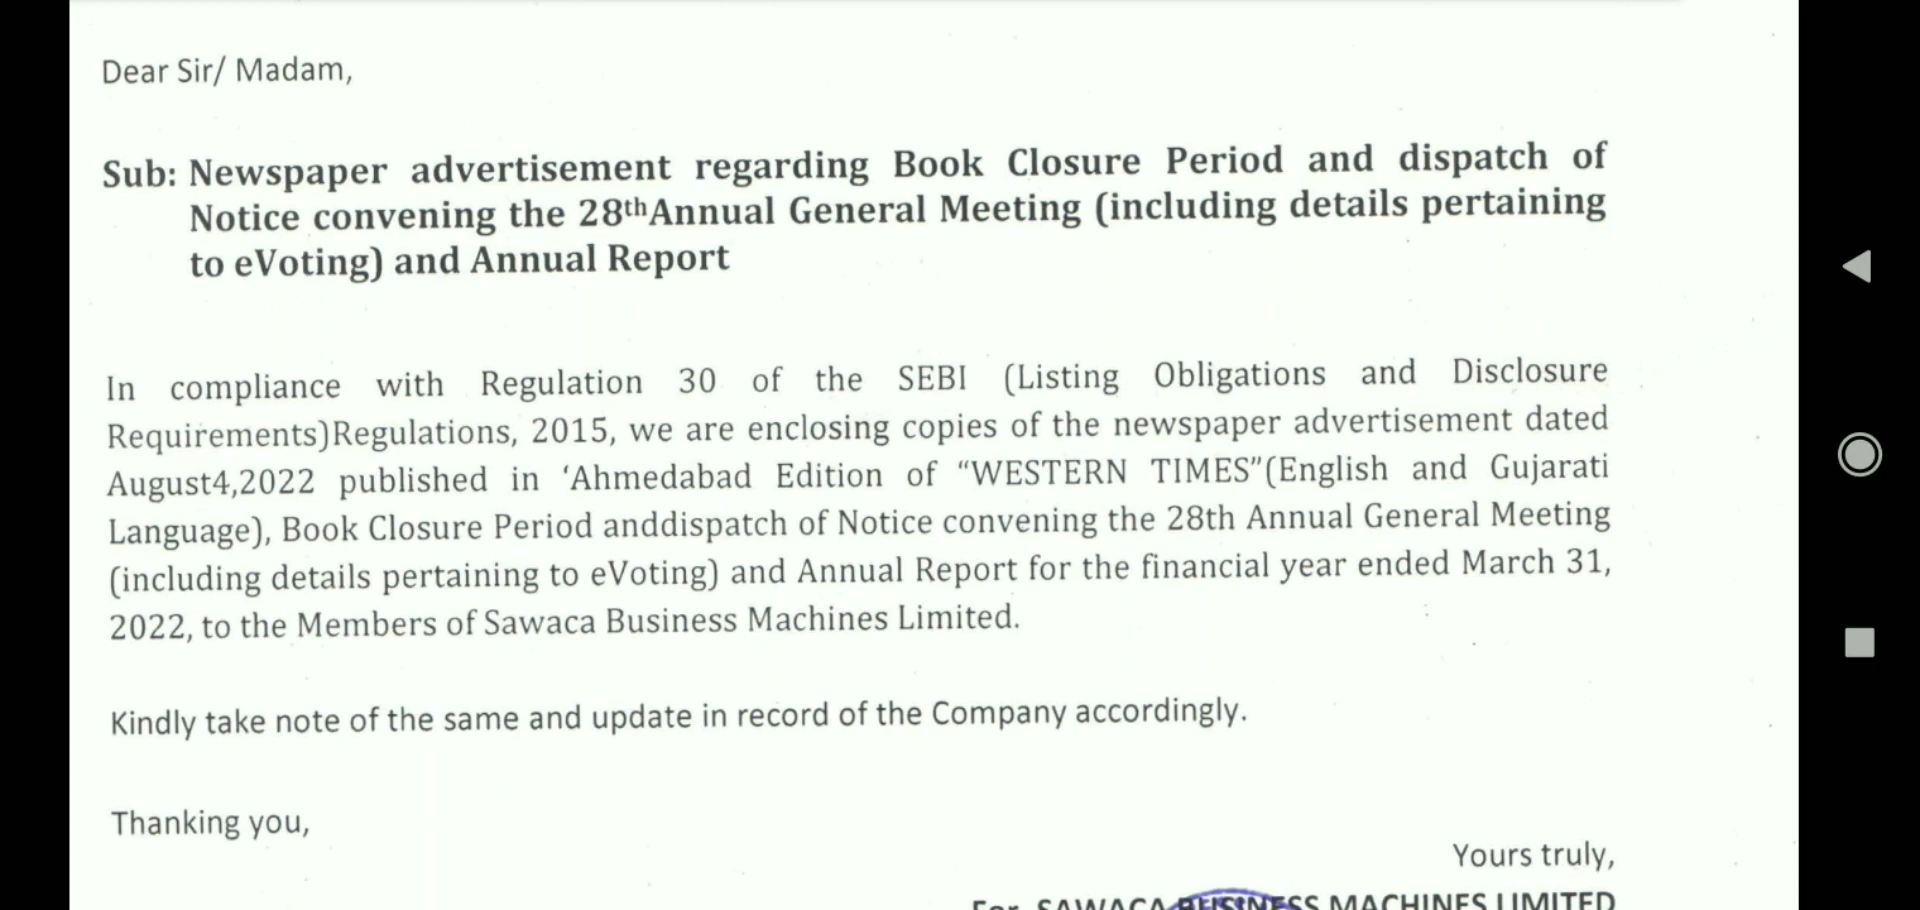 Dear Sir/ Madam,
Sub: Newspaper advertisement regarding Book Closure Period and dispatch of
Notice convening the 28thAnnual General Meeting (including details pertaining
to eVoting) and Annual Report
In compliance with Regulation 30 of the SEBI (Listing Obligations and Disclosure
Requirements)Regulations, 2015, we are enclosing copies of the newspaper advertisement dated
August4,2022 published in ‘Ahmedabad Edition of “WESTERN TIMES”(English and Gujarati
Language), Book Closure Period anddispatch of Notice convening the 28th Annual General Meeting
(including details pertaining to eVoting) and Annual Report for the financial year ended March 31,
2022, to the Members of Sawaca Business Machines Limited.
Kindly take note of the same and update in record of the Company accordingly.
Thanking you,
Yours truly,
For, SAWACA BUSINESS MACHINES LIMITED